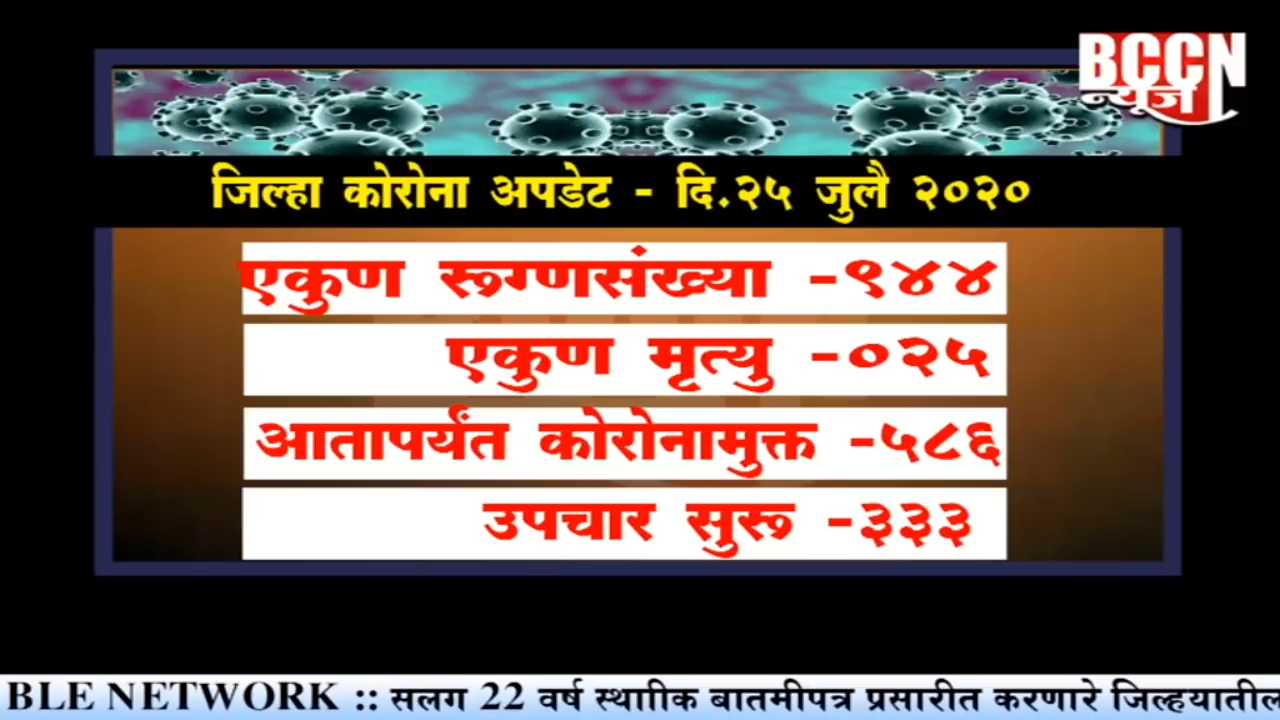 BCCN
न्यूज
जिल्हा कोरोना अपडेट - दि.२५ जुलै २०२०
एकुण रूग्णसंख्या -९४४
एकुण मृत्यु -०२५
आतापर्यंत कोरोनामुक्त -५८६
उपचार सुरू -३३३
BLE NETWORK :: सलग 22 वर्ष स्थाीिक बातमीपत्र प्रसारीत करणारे जिल्हयातील